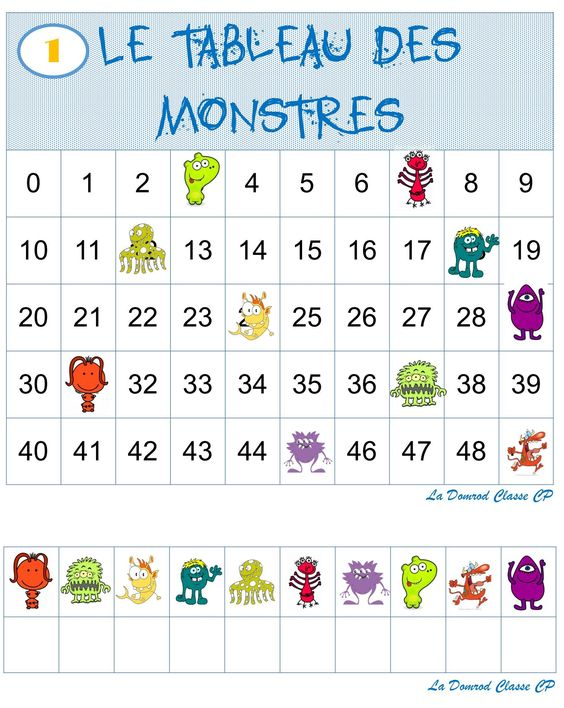 1
LE TABLEAU DES
MONSTRES
0 1 2 4 5 6 8 9
10 11 13 14 15 16 17 19
20 21 22 23 25 26 27 28
30 32 33 34 35 36 38 39
40 41 42 43 44 46 47 48
La Domrod Classe CP
La Domrod Classe CP